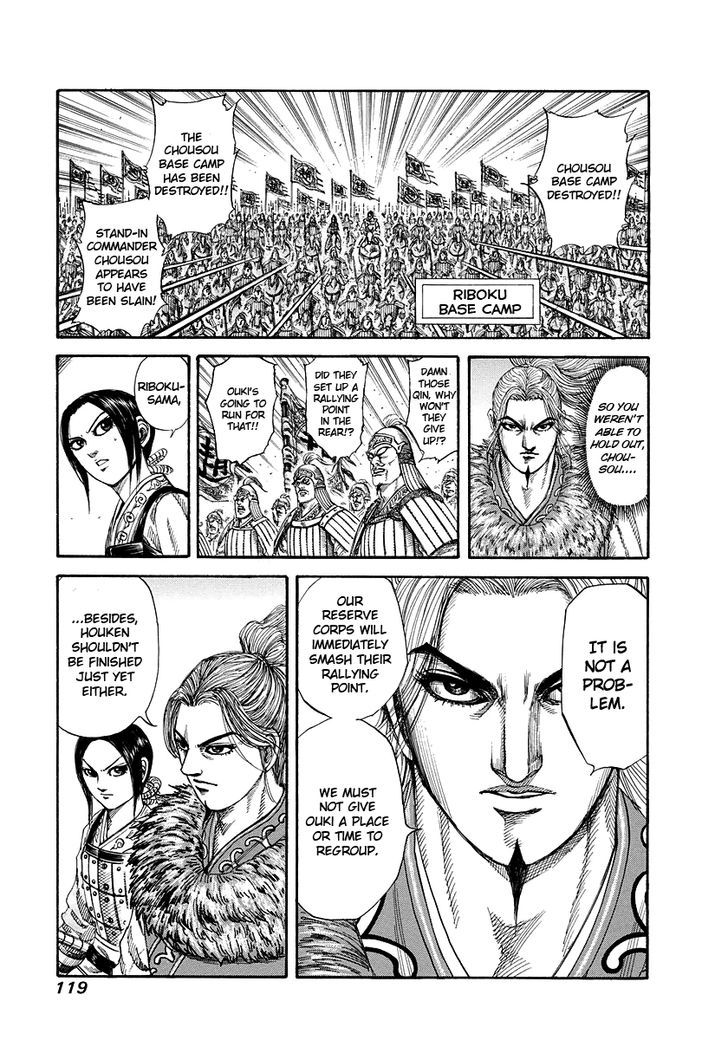 CHOUSOU
BASE CAMP
DESTROYED!!
THE
CHOUSOU
BASE CAMP
HAS BEEN
DESTROYED!!
STAND-IN
COMMANDER
CHOUSOU
APPEARS
TO HAVE
BEEN SLAIN!
RIBOKU
BASE CAMP
SO YOU
WEREN'T
ABLE TO
HOLD OUT,
CHOU-
SOU....
DAMN
THOSE
QIN, WHY
WON'T
THEY
GIVE
UP!?
DID THEY
SET UP A
RALLYING
POINT
IN THE
REAR!?
OUKI'S
GOING TO
RUN FOR
THAT!!
RIBOKU-
SAMA,
IT IS
NOT A
PROB-
LEM.
OUR
RESERVE
CORPS WILL
IMMEDIATELY
SMASH THEIR
RALLYING
POINT.
WE MUST
NOT GIVE
OUKI A PLACE
OR TIME TO
REGROUP.
...BESIDES,
HOUKEN
SHOULDN'T
BE FINISHED
JUST YET
EITHER.
119